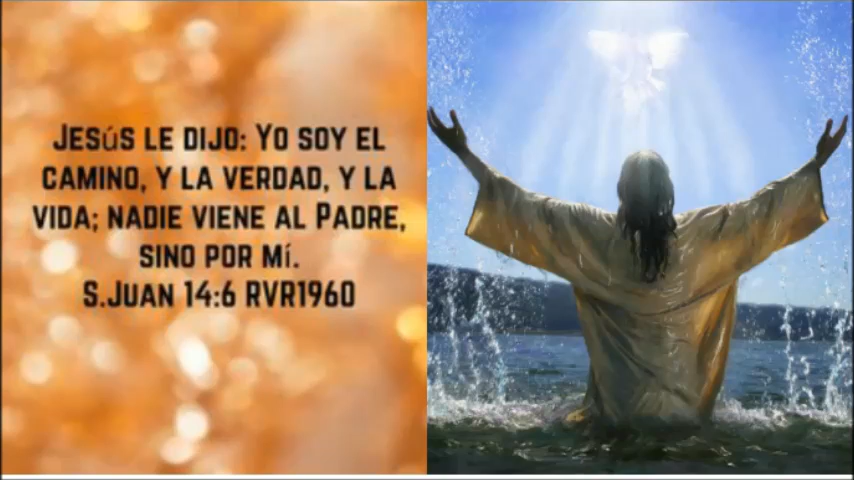 Jesús le dijo: Yo soy el
camino, y la verdad, y la
vida; nadie viene al Padre,
sino por mí.
S.Juan 14:6 RVR1960